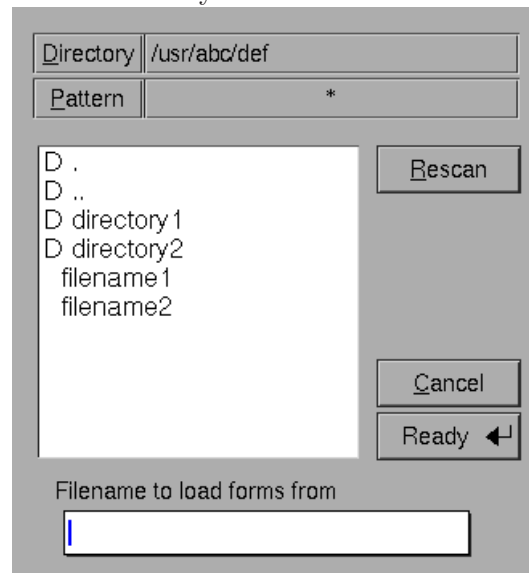 Directory /usr/abc/def
Pattern *
D .
D ..
D directory1
D directory2
filename1
filename2
Rescan
Cancel
Ready
Filename to load forms from